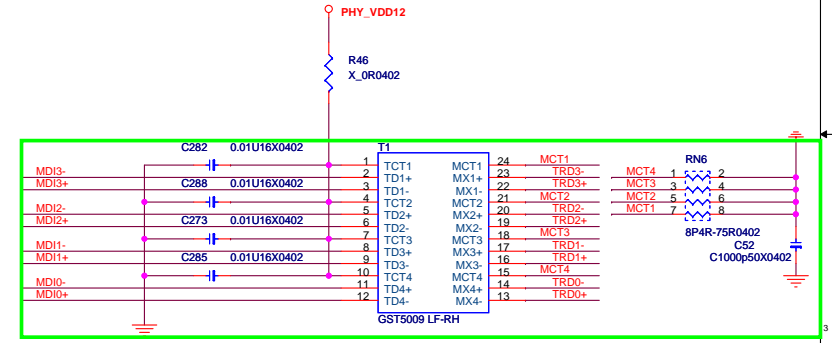 PHY_VDD12
R46
X_0R0402
C282 0.01U16X0402 T1
1 TCT1 MCT1 24 MCT1
MDI3- 2 TD1+ MX1+ 23 TRD3-
MDI3+ 3 TD1- MX1- 22 TRD3+
C288 0.01U16X0402
4 TCT2 MCT2 21 MCT2
MDI2- 5 TD2+ MX2+ 20 TRD2-
MDI2+ 6 TD2- MX2- 19 TRD2+
C273 0.01U16X0402
7 TCT3 MCT3 18 MCT3
MDI1- 8 TD3+ MX3+ 17 TRD1-
MDI1+ 9 TD3- MX3- 16 TRD1+
C285 0.01U16X0402
10 TCT4 MCT4 15 MCT4
MDI0- 11 TD4+ MX4+ 14 TRD0-
MDI0+ 12 TD4- MX4- 13 TRD0+
GST5009 LF-RH
RN6
MCT4 1 2
MCT3 3 4
MCT2 5 6
MCT1 7 8
8P4R-75R0402
C52
C1000p50X0402
3